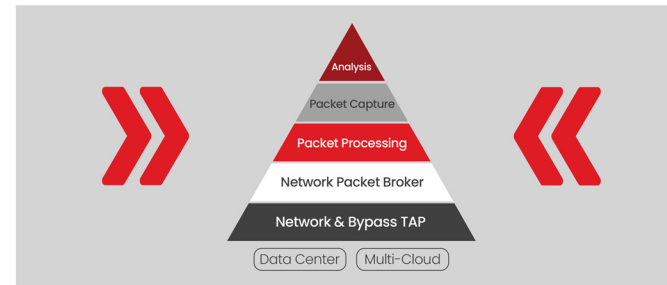 Analysis
Packet Capture
Packet Processing
Network Packet Broker
Network & Bypass TAP
Data Center
Multi-Cloud